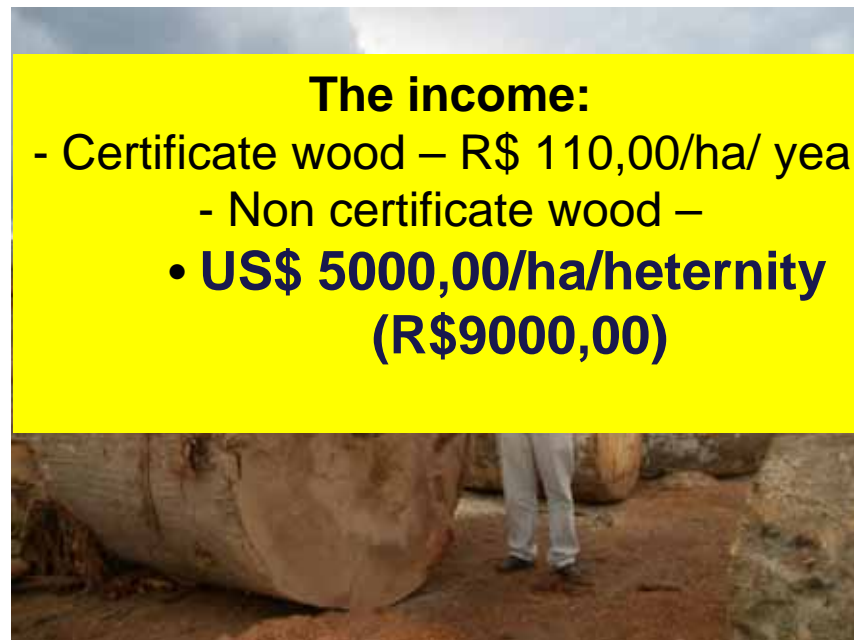 The income:
- Certificate wood – R$ 110,00/ha/ yea
- Non certificate wood –
• US$ 5000,00/ha/heternity
(R$9000,00)